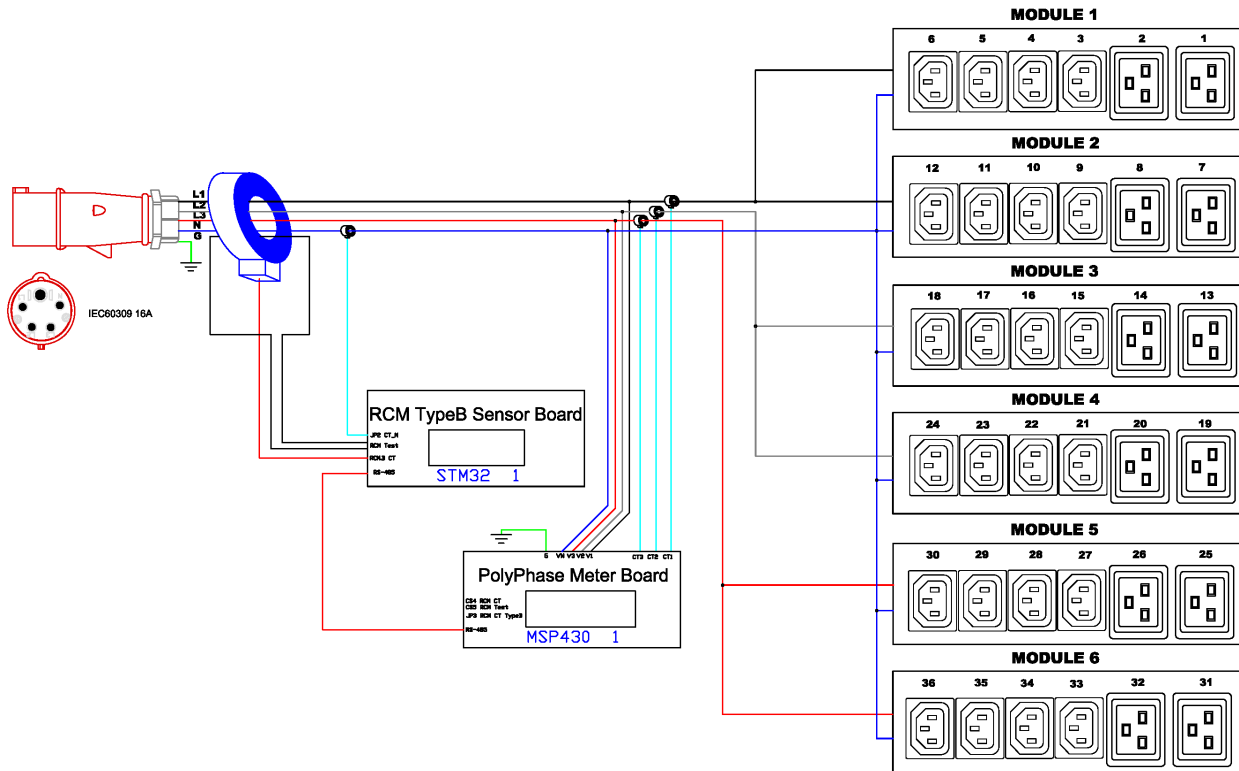 MODULE 1
6 5 4 3 2 1
MODULE 2
12 11 10 9 8 7
L1
L2
L3
N
G
MODULE 3
18 17 16 15 14 13
IEC60309 16A
MODULE 4
24 23 22 21 20 19
RCM TypeB Sensor Board
JP2 CT_N
RCM Test
RCM3 CT
RS-485
STM32 1
MODULE 5
30 29 28 27 26 25
G VN V3 V2 V1 CT3 CT2 CT1
PolyPhase Meter Board
CS4 RCM CT
CS5 RCM Test
JP3 RCM CT TypeB
RS-485
MSP430 1
MODULE 6
36 35 34 33 32 31